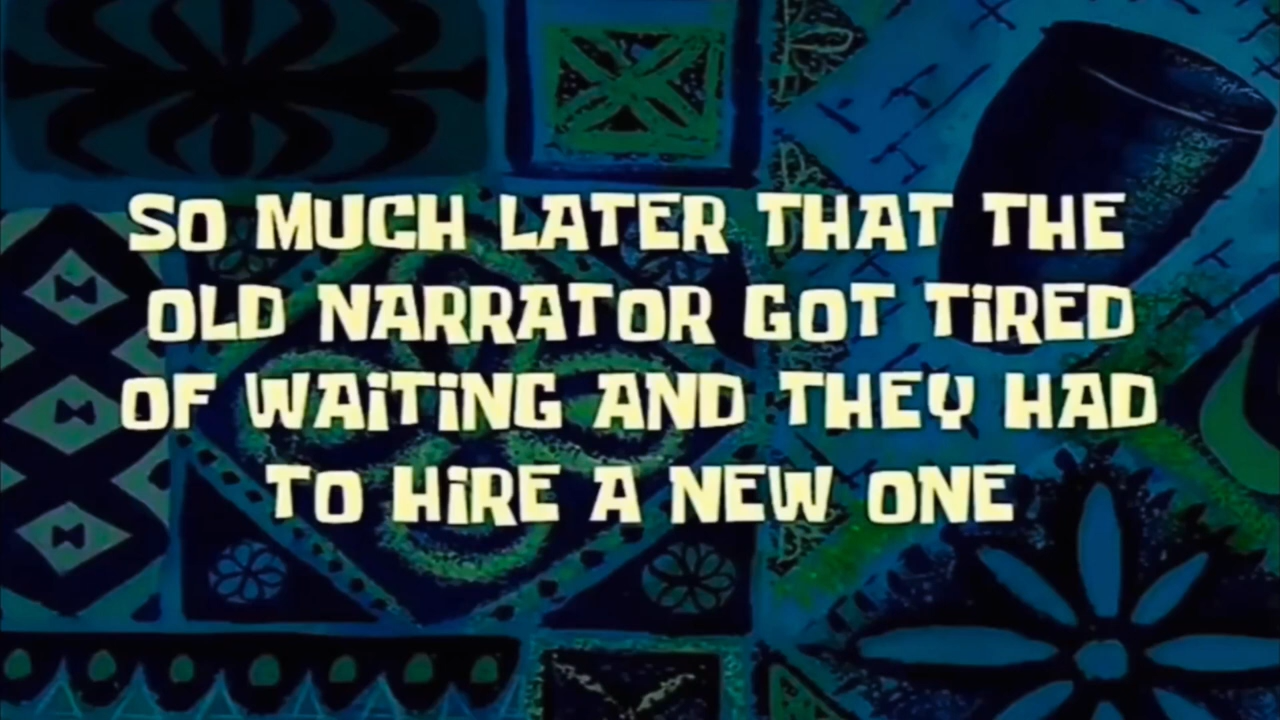 SO MUCH LATER THAT THE
OLD NARRATOR GOT TiRED
OF WAiTiNG AND THEY HAD
TO HiRE A NEW ONE